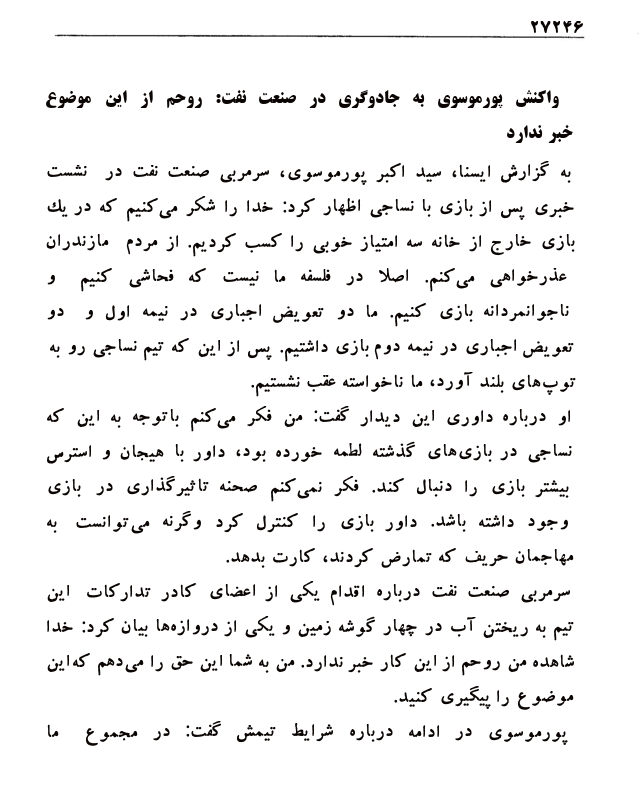 ۲۷۲۴۶
واکنش پورموسوی به جادوگری در صنعت نفت: روحم از این موضوع
خبر ندارد
به گزارش ایسنا، سید اکبر پورموسوی، سرمربی صنعت نفت در نشست
خبری پس از بازی با نساجی اظهار کرد: خدا را شکر می‌کنیم که در یك
بازی خارج از خانه سه امتیاز خوبی را کسب کردیم. از مردم مازندران
عذرخواهی می‌کنم. اصلا در فلسفه ما نیست که فحاشی کنیم و
ناجوانمردانه بازی کنیم. ما دو تعویض اجباری در نیمه اول و دو
تعویض اجباری در نیمه دوم بازی داشتیم. پس از این که تیم نساجی رو به
توپ‌های بلند آورد، ما ناخواسته عقب نشستیم.
او درباره داوری این دیدار گفت: من فکر می‌کنم باتوجه به این که
نساجی در بازی‌های گذشته لطمه خورده بود، داور با هیجان و استرس
بیشتر بازی را دنبال کند. فکر نمی‌کنم صحنه تاثیرگذاری در بازی
وجود داشته باشد. داور بازی را کنترل کرد وگرنه می‌توانست به
مهاجمان حریف که تمارض کردند، کارت بدهد.
سرمربی صنعت نفت درباره اقدام یکی از اعضای کادر تدارکات این
تیم به ریختن آب در چهار گوشه زمین و یکی از دروازه‌ها بیان کرد: خدا
شاهده من روحم از این کار خبر ندارد. من به شما این حق را می‌دهم که‌این
موضوع را پیگیری کنید.
پورموسوی در ادامه درباره شرایط تیمش گفت: در مجموع ما